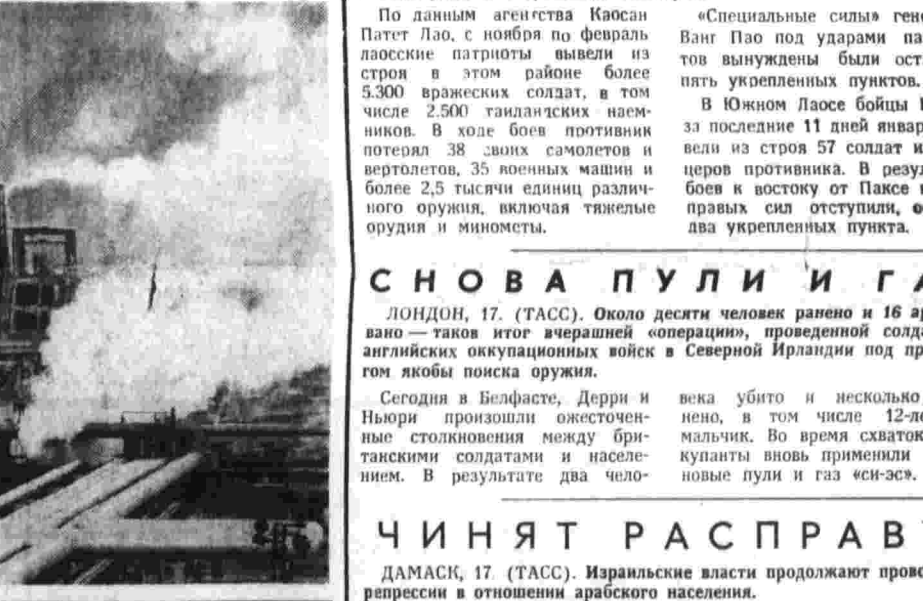 По данным агентства Каосан
Патет Лао, с ноября по февраль
лаосские патриоты вывели из
строя в этом районе более
5.300 вражеских солдат, в том
числе 2.500 таиландских наем-
ников. В ходе боев противник
потерял 38 своих самолетов и
вертолетов, 35 военных машин и
более 2,5 тысячи единиц различ-
ного оружия, включая тяжелые
орудия и минометы.
«Специальные силы» ген
Ванг Пао под ударами па
тов вынуждены были ост
пять укрепленных пунктов.
В Южном Лаосе бойцы
за последние 11 дней январ
вели из строя 57 солдат и
церов противника. В резу
боев к востоку от Паксе
правых сил отступили, о
два укрепленных пункта.
СНОВА ПУЛИ И ГА
ЛОНДОН, 17. (ТАСС). Около десяти человек ранено и 16 ар
вано — таков итог вчерашней «операции», проведенной солда
английских оккупационных войск в Северной Ирландии под пр
гом якобы поиска оружия.
Сегодня в Белфасте, Дерри и
Ньюри произошли ожесточен-
ные столкновения между бри-
танскими солдатами и населе-
нием. В результате два чело-
века убито и несколько
нено, в том числе 12-ле
мальчик. Во время схваток
купанты вновь применили
новые пули и газ «си-эс».
ЧИНЯТ РАСПРАВ
ДАМАСК, 17. (ТАСС). Израильские власти продолжают прово
репрессии в отношении арабского населения.